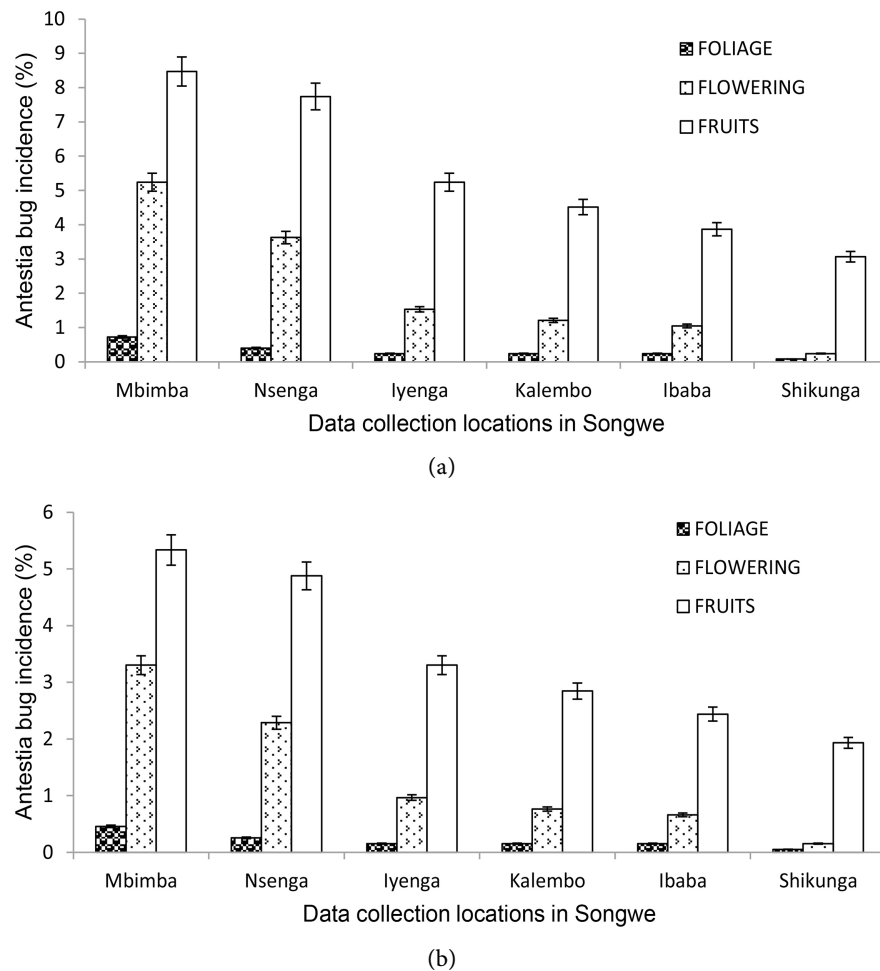 10
9
8
7
6
5
4
3
2
1
0
Antestia bug incidence (%)
FOLIAGE
FLOWERING
FRUITS
Mbimba Nsenga Iyenga Kalembo Ibaba Shikunga
Data collection locations in Songwe
(a)
6
5
4
3
2
1
0
Antestia bug incidence (%)
FOLIAGE
FLOWERING
FRUITS
Mbimba Nsenga Iyenga Kalembo Ibaba Shikunga
Data collection locations in Songwe
(b)